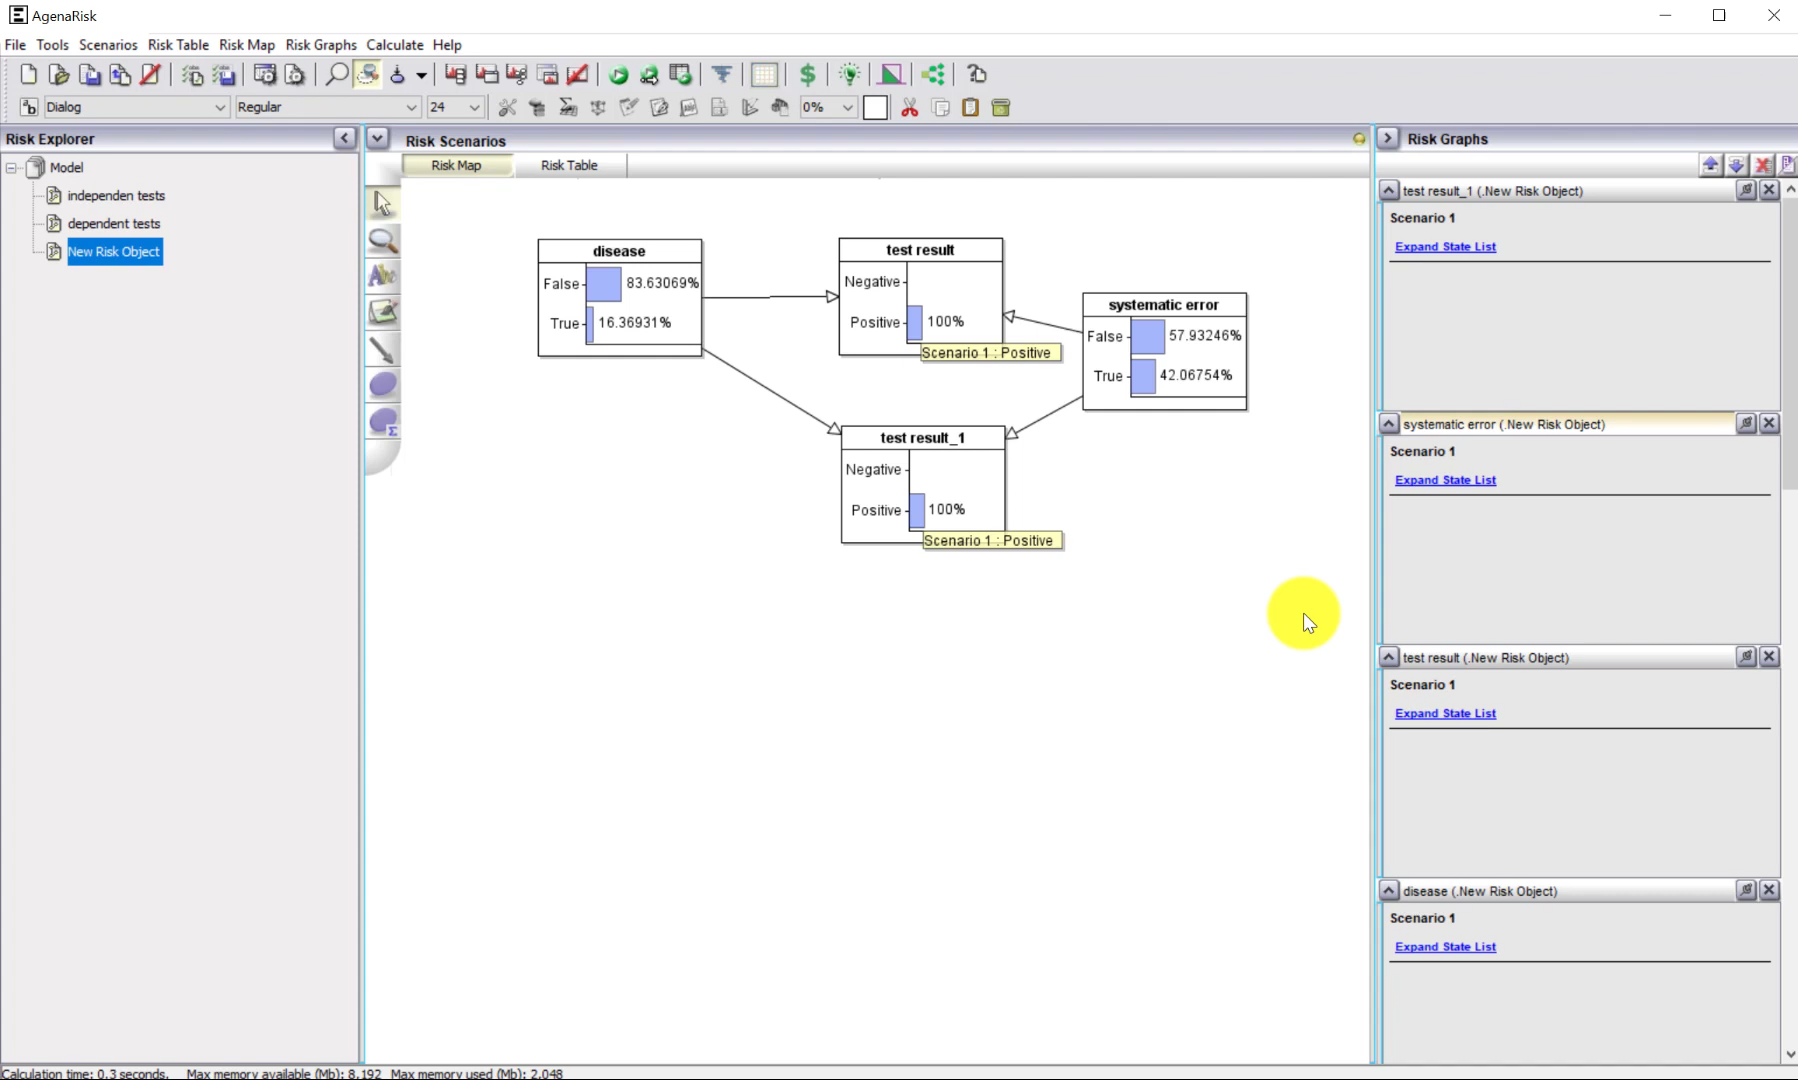 AgenaRisk
File Tools Scenarios Risk Table Risk Map Risk Graphs Calculate Help
Dialog Regular 24 0%
Risk Explorer
Model
independen tests
dependent tests
New Risk Object
Risk Scenarios
Risk Map Risk Table
disease
False 83.63069%
True 16.36931%
test result
Negative
Positive 100%
Scenario 1 : Positive
systematic error
False 57.93246%
True 42.06754%
test result_1
Negative
Positive 100%
Scenario 1 : Positive
Abc
Risk Graphs
test result_1 (.New Risk Object)
Scenario 1
Expand State List
systematic error (.New Risk Object)
Scenario 1
Expand State List
test result (.New Risk Object)
Scenario 1
Expand State List
disease (.New Risk Object)
Scenario 1
Expand State List
Calculation time: 0.3 seconds. Max memory available (Mb): 8,192 Max memory used (Mb): 2,048